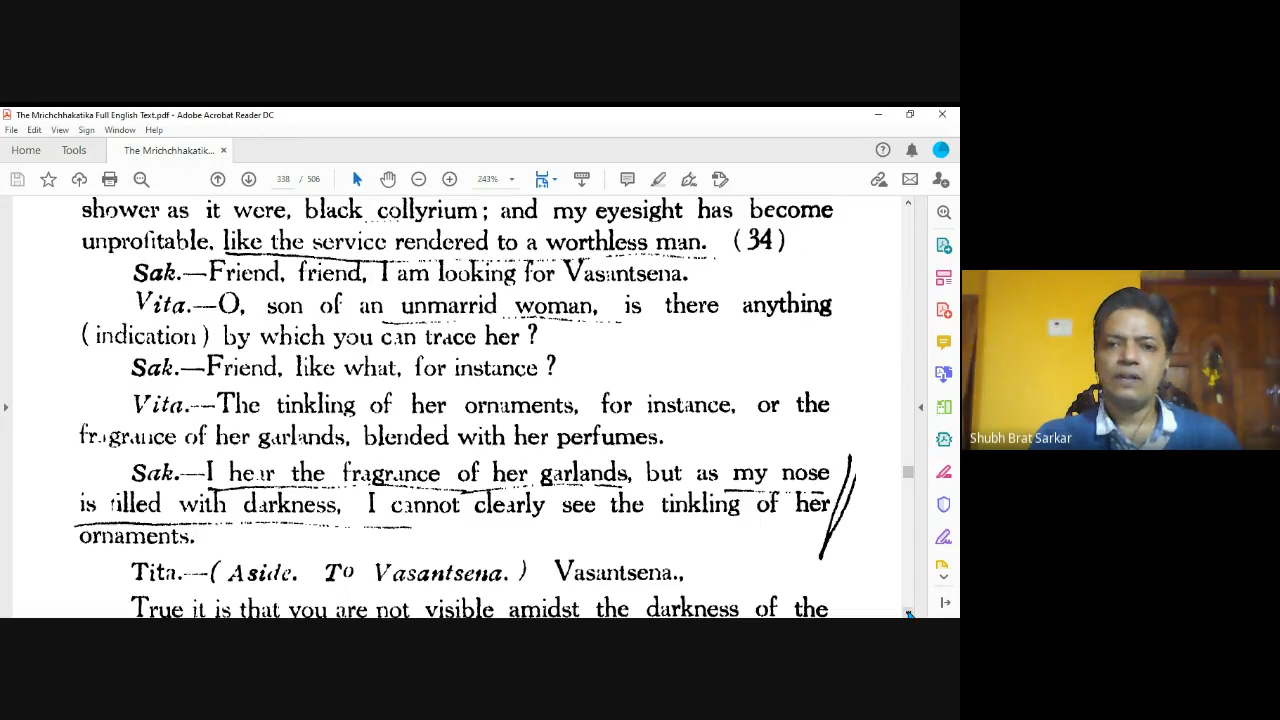 The Mrichchhakatika Full English Text.pdf - Adobe Acrobat Reader DC
File Edit View Sign Window Help
Home Tools The Mrichchhakatik... ×
338 / 506 243%
shower as it were, black collyrium ; and my eyesight has become
unprofitable, like the service rendered to a worthless man. (34)
Sak.—Friend, friend, I am looking for Vasantsena.
Vita.—O, son of an unmarrid woman, is there anything
(indication) by which you can trace her ?
Sak.—Friend, like what, for instance ?
Vita.—The tinkling of her ornaments, for instance, or the
fragrance of her garlands, blended with her perfumes.
Sak.—I hear the fragrance of her garlands, but as my nose
is filled with darkness, I cannot clearly see the tinkling of her
ornaments.
Tita.—(Aside. To Vasantsena.) Vasantsena.,
True it is that you are not visible amidst the darkness of the
Shubh Brat Sarkar